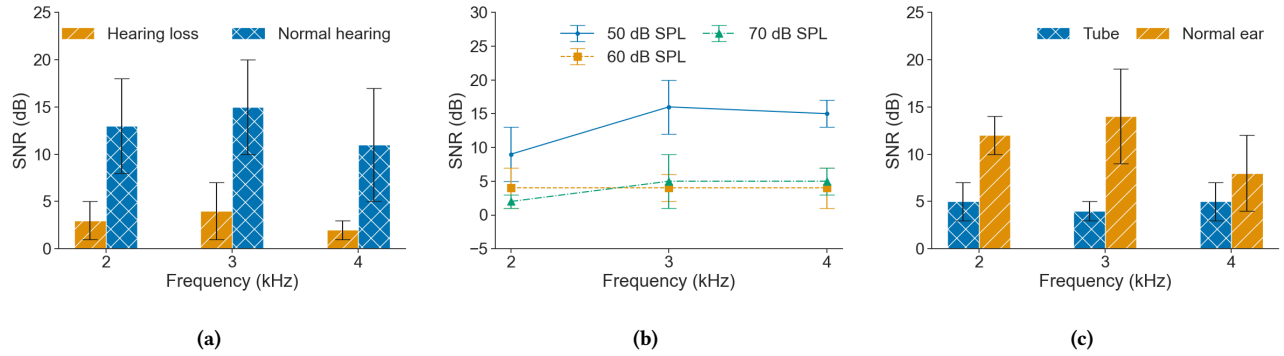 25
20
15
10
5
0
SNR (dB)
Hearing loss
Normal hearing
2
3
4
Frequency (kHz)
(a)
30
25
20
15
10
5
0
−5
SNR (dB)
50 dB SPL
60 dB SPL
70 dB SPL
2
3
4
Frequency (kHz)
(b)
25
20
15
10
5
0
SNR (dB)
Tube
Normal ear
2
3
4
Frequency (kHz)
(c)